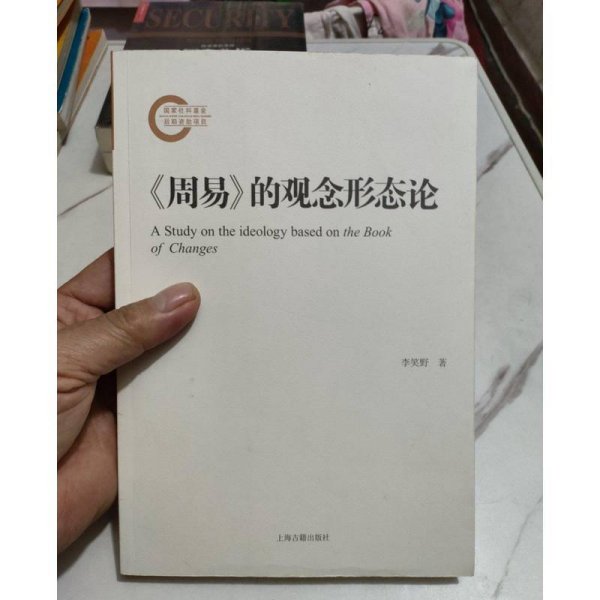 SECURITY
国家社科基金
后期资助项目
《周易》的观念形态论
A Study on the ideology based on the Book
of Changes
李笑野 著
上海古籍出版社